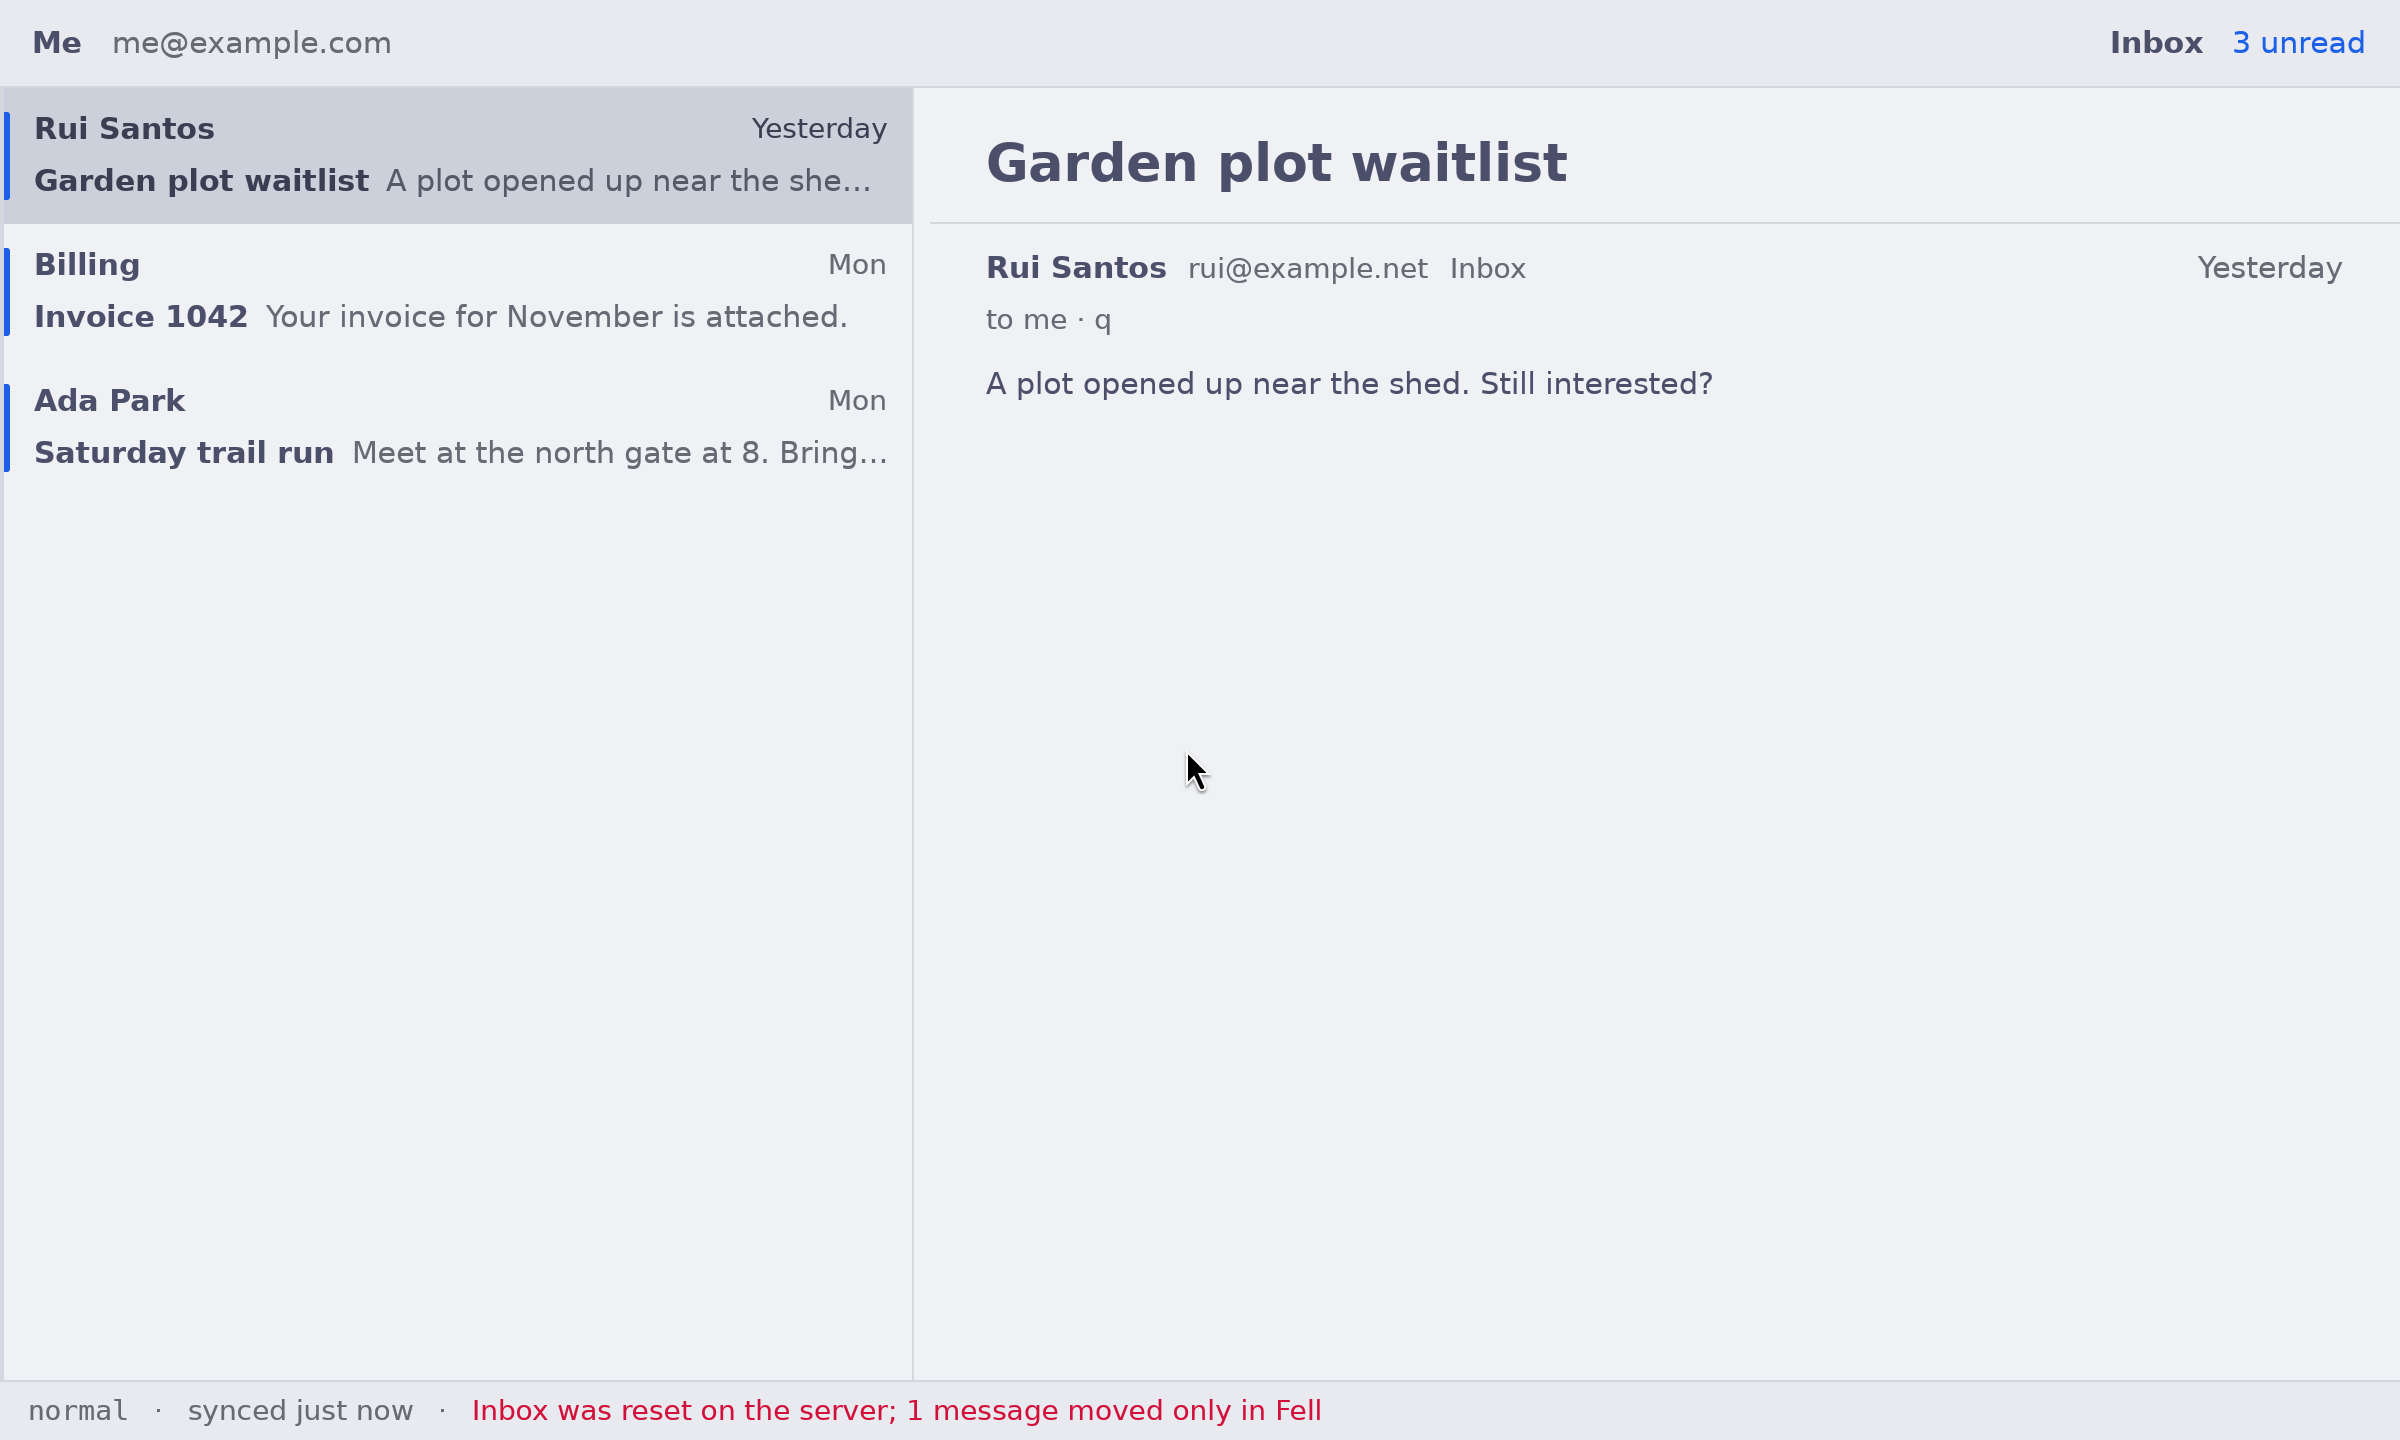 Me me@example.com
Inbox 3 unread
Rui Santos Yesterday
Garden plot waitlist A plot opened up near the she…
Billing Mon
Invoice 1042 Your invoice for November is attached.
Ada Park Mon
Saturday trail run Meet at the north gate at 8. Bring…
Garden plot waitlist
Rui Santos rui@example.net Inbox Yesterday
to me · q
A plot opened up near the shed. Still interested?
normal · synced just now · Inbox was reset on the server; 1 message moved only in Fell